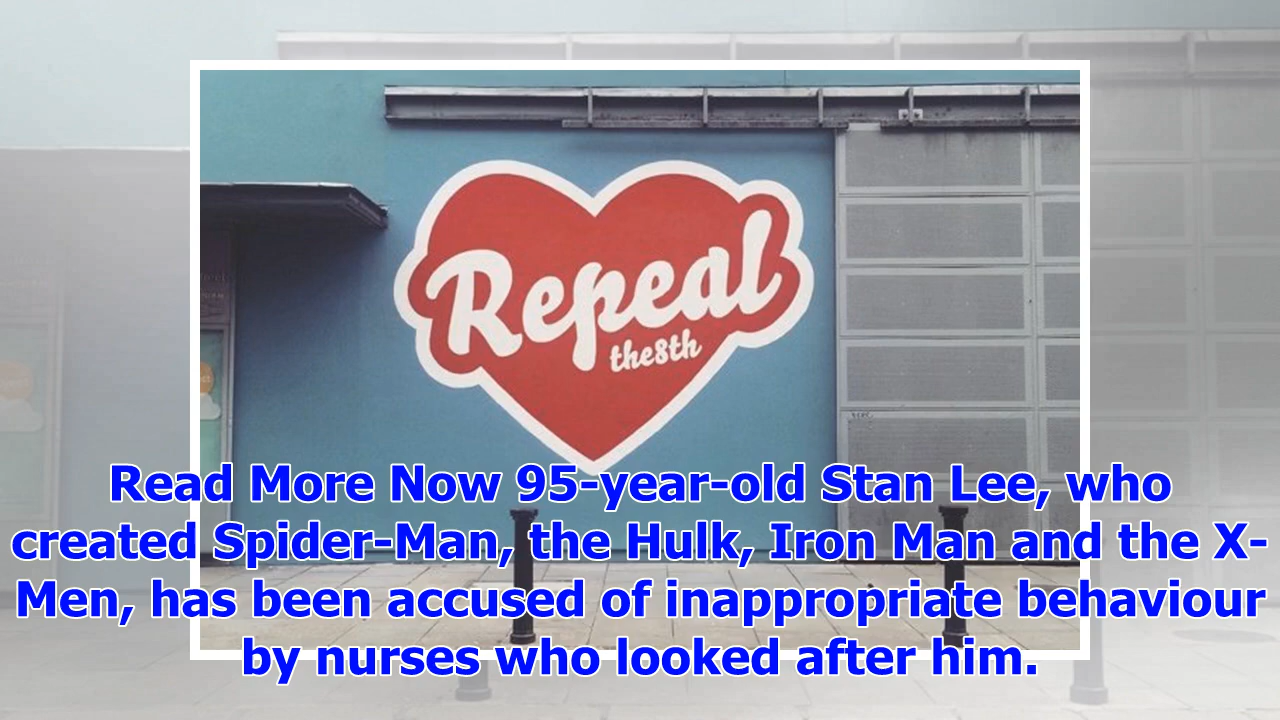 Repeal
the8th
Read More Now 95-year-old Stan Lee, who
created Spider-Man, the Hulk, Iron Man and the X-
Men, has been accused of inappropriate behaviour
by nurses who looked after him.